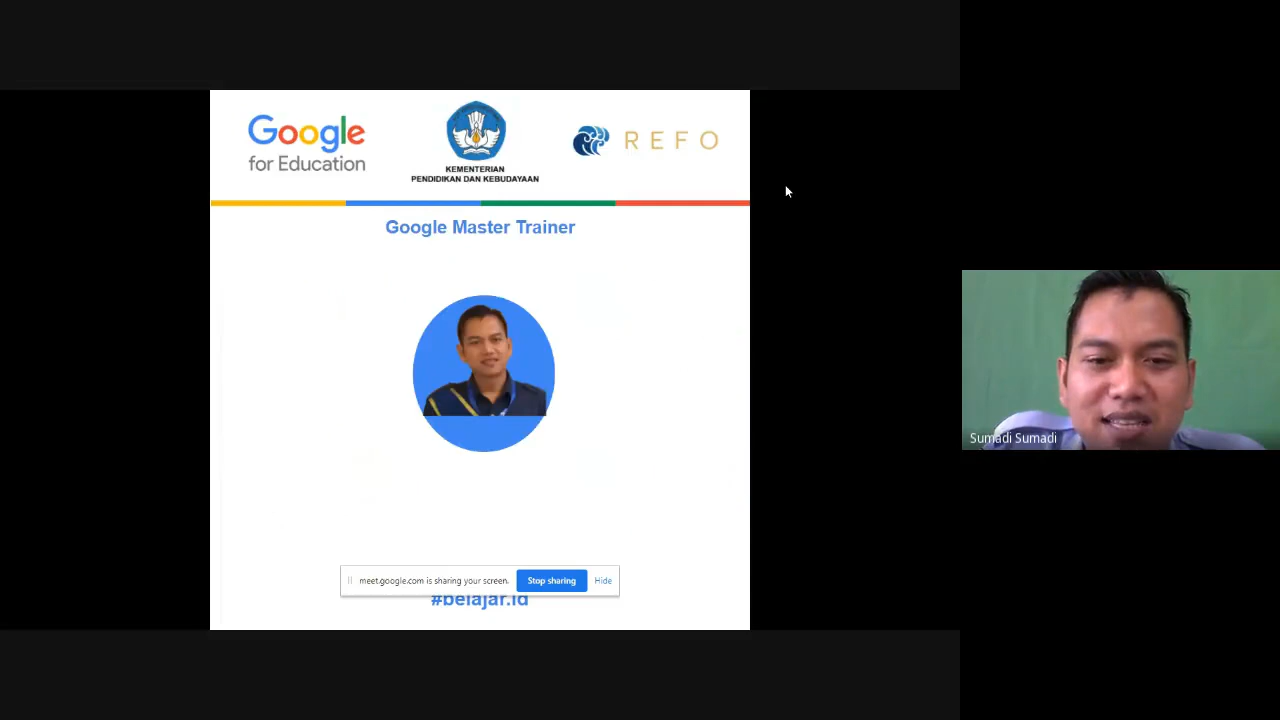 Google
for Education
KEMENTERIAN
PENDIDIKAN DAN KEBUDAYAAN
REFO
Google Master Trainer
Sumadi Sumadi
meet.google.com is sharing your screen.
Stop sharing
Hide
#belajar.id